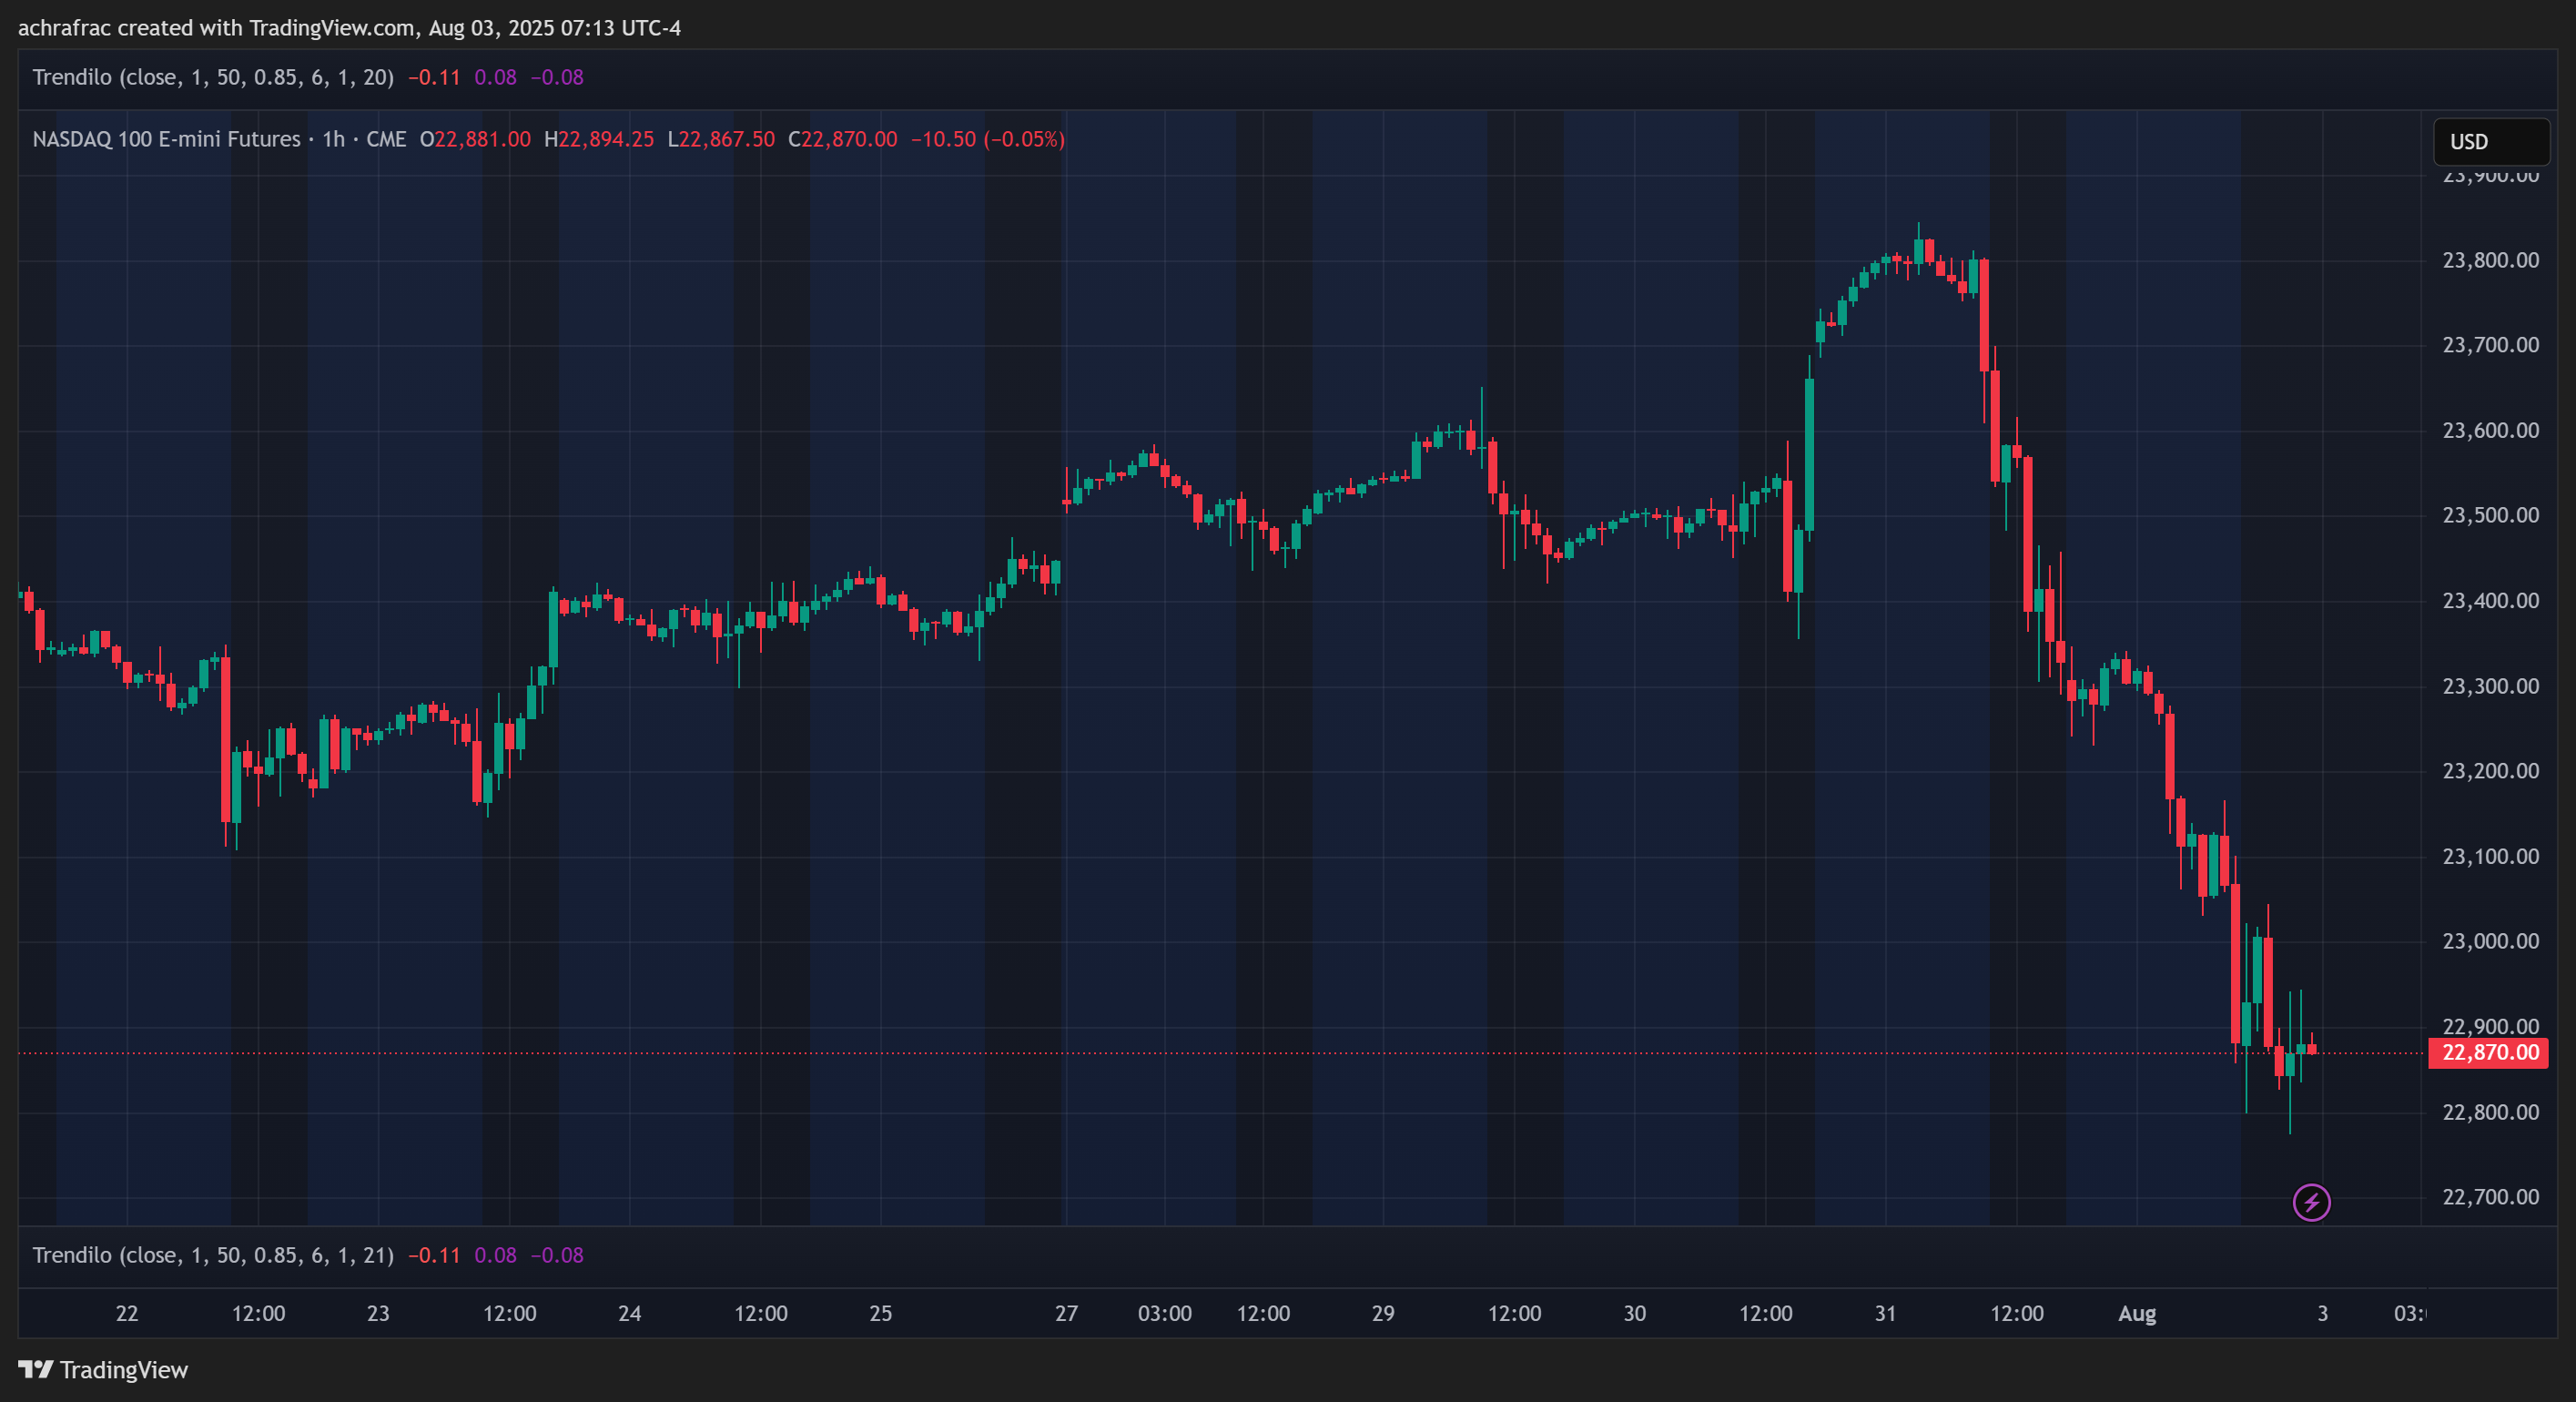 achrafrac created with TradingView.com, Aug 03, 2025 07:13 UTC-4
Trendilo (close, 1, 50, 0.85, 6, 1, 20) −0.11 0.08 −0.08
NASDAQ 100 E-mini Futures · 1h · CME O22,881.00 H22,894.25 L22,867.50 C22,870.00 −10.50 (−0.05%)
USD
23,900.00
23,800.00
23,700.00
23,600.00
23,500.00
23,400.00
23,300.00
23,200.00
23,100.00
23,000.00
22,900.00
22,870.00
22,800.00
22,700.00
Trendilo (close, 1, 50, 0.85, 6, 1, 21) −0.11 0.08 −0.08
22 12:00 23 12:00 24 12:00 25 27 03:00 12:00 29 12:00 30 12:00 31 12:00 Aug 3 03:
TradingView